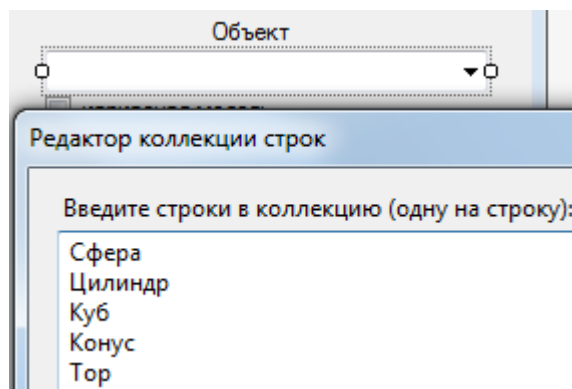 Объект
Редактор коллекции строк
Введите строки в коллекцию (одну на строку):
Сфера
Цилиндр
Куб
Конус
Тор